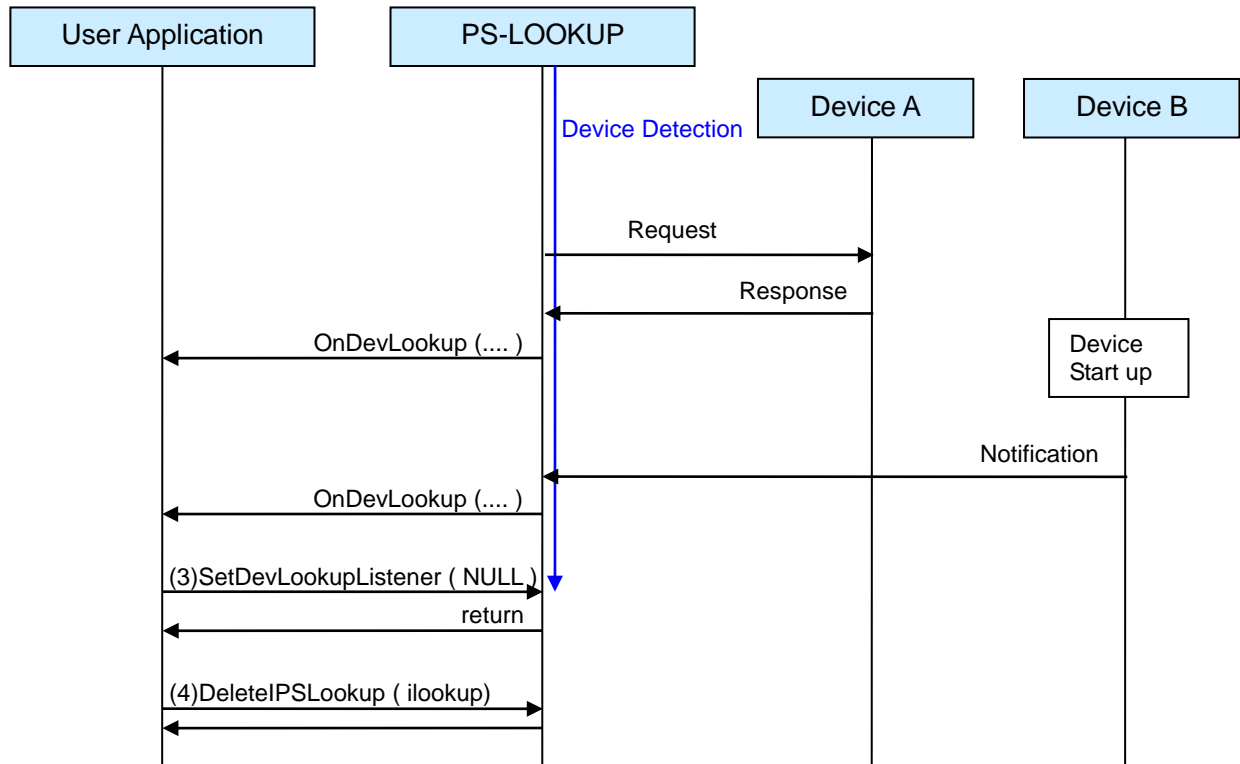 User Application
PS-LOOKUP
Device A
Device B
Device Detection
Request
Response
OnDevLookup (.... )
Device
Start up
Notification
OnDevLookup (.... )
(3)SetDevLookupListener ( NULL )
return
(4)DeleteIPSLookup ( ilookup)